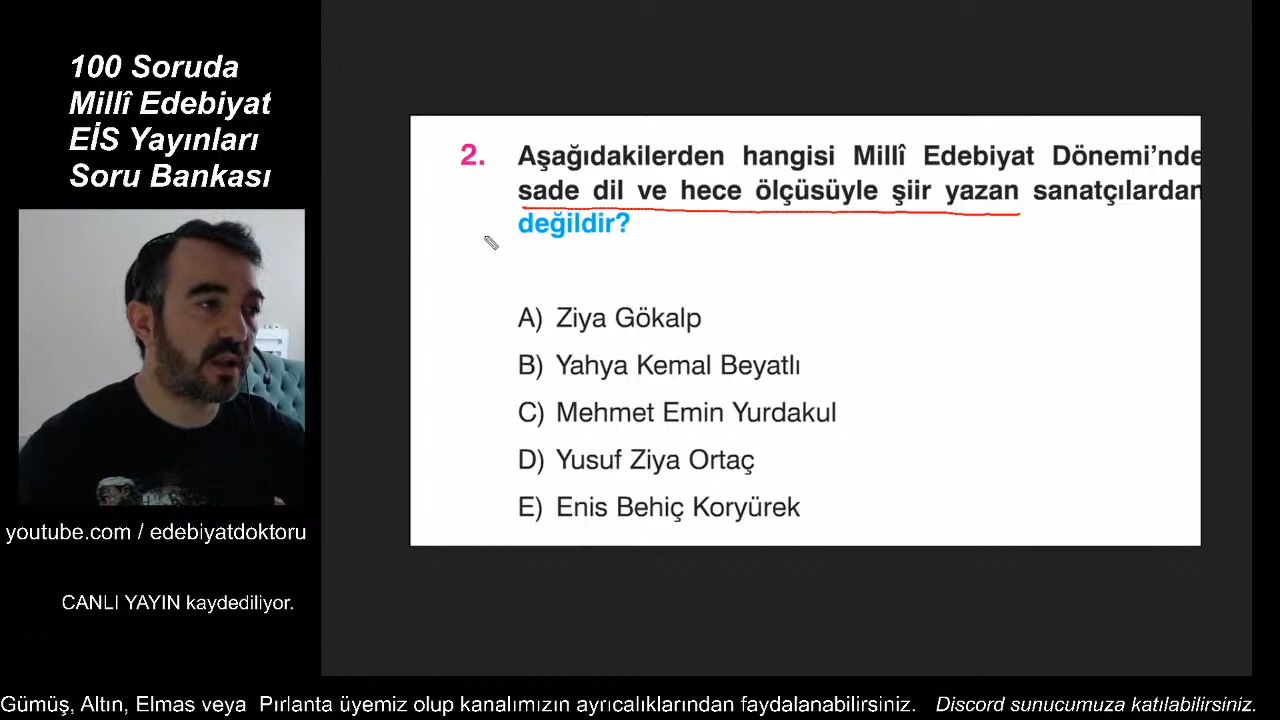 100 Soruda
Millî Edebiyat
EİS Yayınları
Soru Bankası
2. Aşağıdakilerden hangisi Millî Edebiyat Dönemi’nde
sade dil ve hece ölçüsüyle şiir yazan sanatçılardan
değildir?
A) Ziya Gökalp
B) Yahya Kemal Beyatlı
C) Mehmet Emin Yurdakul
D) Yusuf Ziya Ortaç
E) Enis Behiç Koryürek
youtube.com / edebiyatdoktoru
CANLI YAYIN kaydediliyor.
Gümüş, Altın, Elmas veya Pırlanta üyemiz olup kanalımızın ayrıcalıklarından faydalanabilirsiniz. Discord sunucumuza katılabilirsiniz.